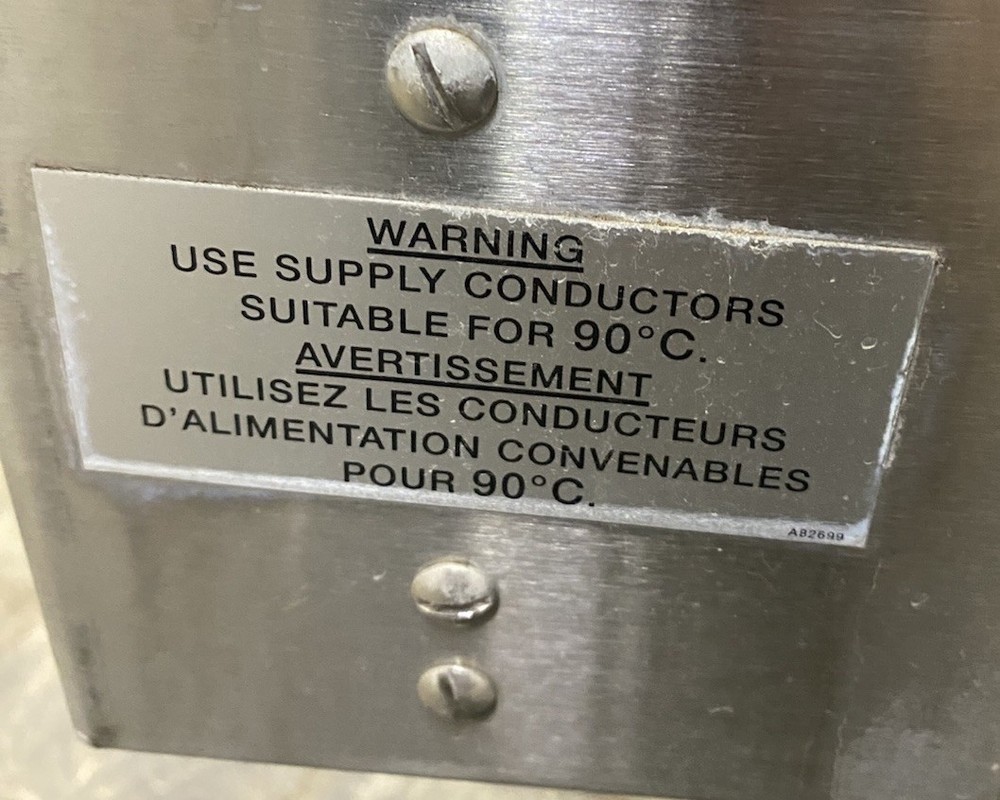 WARNING
USE SUPPLY CONDUCTORS
SUITABLE FOR 90°C.
AVERTISSEMENT
UTILISEZ LES CONDUCTEURS
D'ALIMENTATION CONVENABLES
POUR 90°C.
A82699